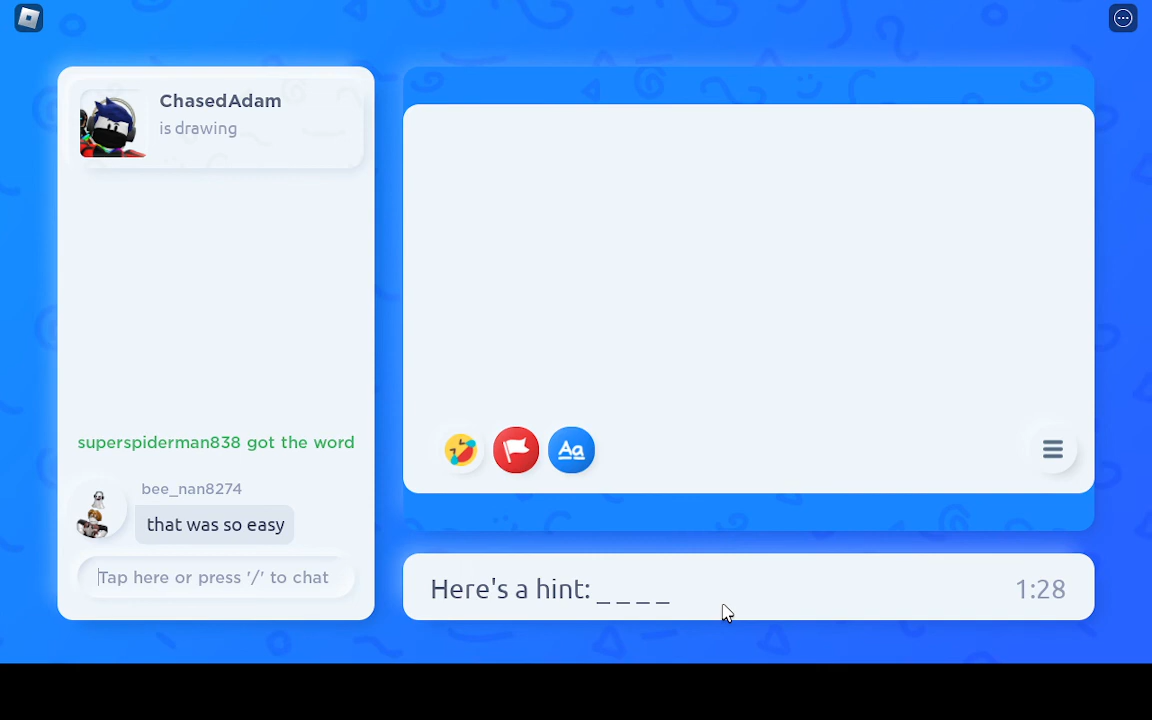 ChasedAdam
is drawing
superspiderman838 got the word
bee_nan8274
that was so easy
Tap here or press '/' to chat
Aa
Here's a hint: _ _ _ _
1:28